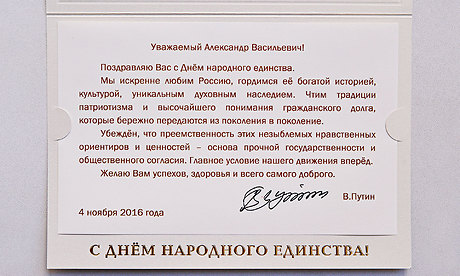 Уважаемый Александр Васильевич!
Поздравляю Вас с Днём народного единства.
Мы искренне любим Россию, гордимся её богатой историей,
культурой, уникальным духовным наследием. Чтим традиции
патриотизма и высочайшего понимания гражданского долга,
которые бережно передаются из поколения в поколение.
Убеждён, что преемственность этих незыблемых нравственных
ориентиров и ценностей – основа прочной государственности и
общественного согласия. Главное условие нашего движения вперёд.
Желаю Вам успехов, здоровья и всего самого доброго.
В.Путин
4 ноября 2016 года
С ДНЁМ НАРОДНОГО ЕДИНСТВА!